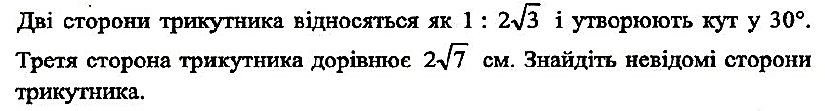 Дві сторони трикутника відносяться як 1 : 2√3 і утворюють кут у 30°.
Третя сторона трикутника дорівнює 2√7 см. Знайдіть невідомі сторони
трикутника.